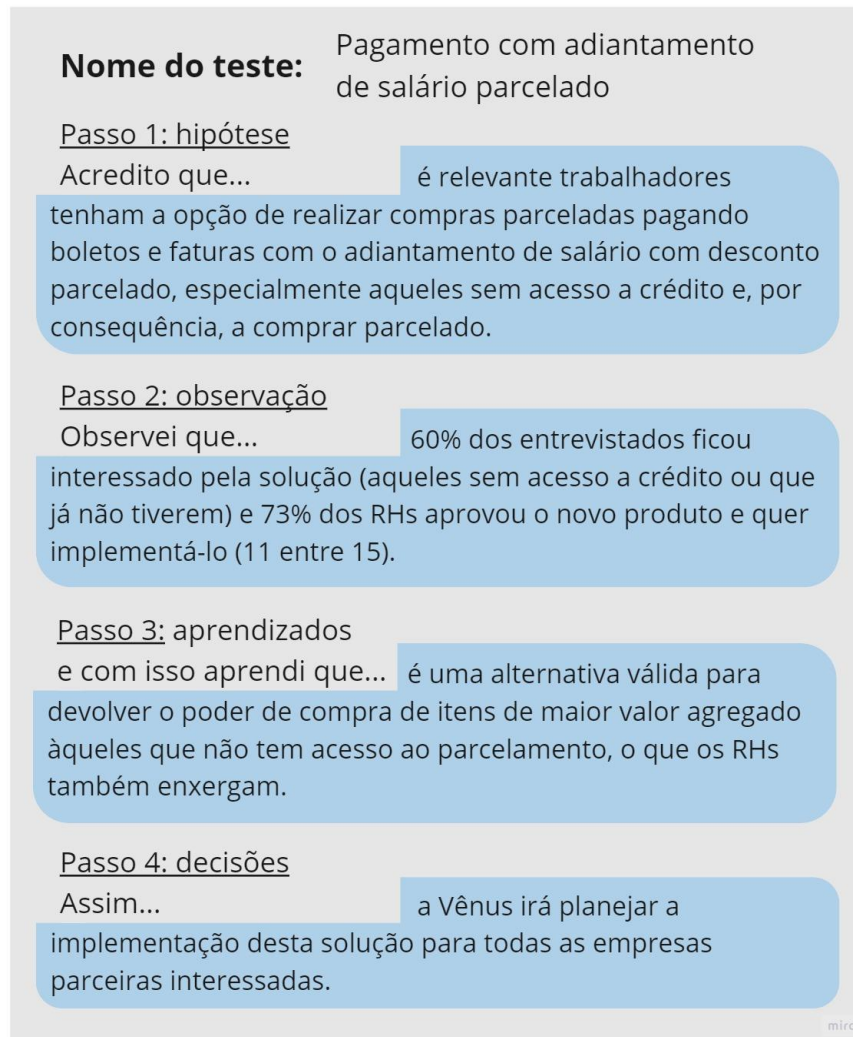 Nome do teste:
Pagamento com adiantamento
de salário parcelado
Passo 1: hipótese
Acredito que...
é relevante trabalhadores
tenham a opção de realizar compras parceladas pagando
boletos e faturas com o adiantamento de salário com desconto
parcelado, especialmente aqueles sem acesso a crédito e, por
consequência, a comprar parcelado.
Passo 2: observação
Observei que...
60% dos entrevistados ficou
interessado pela solução (aqueles sem acesso a crédito ou que
já não tiverem) e 73% dos RHs aprovou o novo produto e quer
implementá-lo (11 entre 15).
Passo 3: aprendizados
e com isso aprendi que...
é uma alternativa válida para
devolver o poder de compra de itens de maior valor agregado
àqueles que não tem acesso ao parcelamento, o que os RHs
também enxergam.
Passo 4: decisões
Assim...
a Vênus irá planejar a
implementação desta solução para todas as empresas
parceiras interessadas.
miro